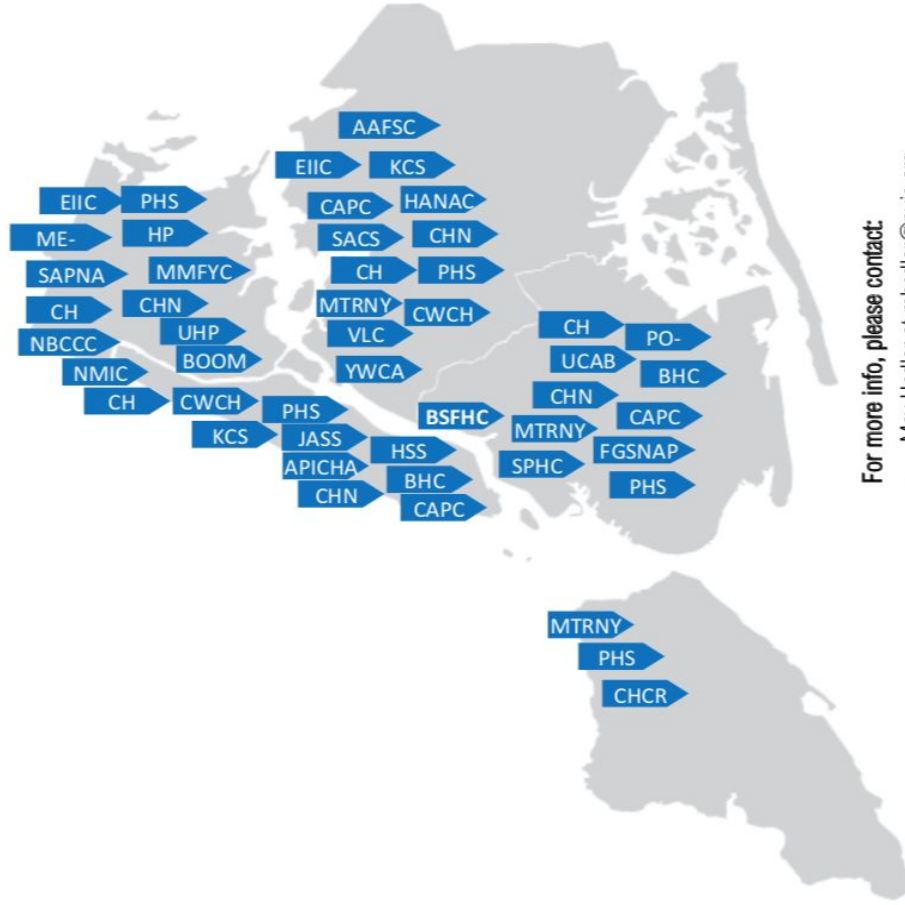 AAFSC
EIIC
KCS
EIIC
PHS
CAPC
HANAC
ME-
HP
SACS
CHN
SAPNA
MMFYC
CH
PHS
CH
CHN
MTRNY
CWCH
NBCCC
UHP
VLC
CH
PO-
NMIC
BOOM
YWCA
UCAB
BHC
CH
CWCH
PHS
CHN
KCS
JASS
BSFHC
MTRNY
CAPC
APICHA
HSS
SPHC
FGSNAP
CHN
BHC
PHS
CAPC
MTRNY
PHS
CHCR
For more info, please contact: